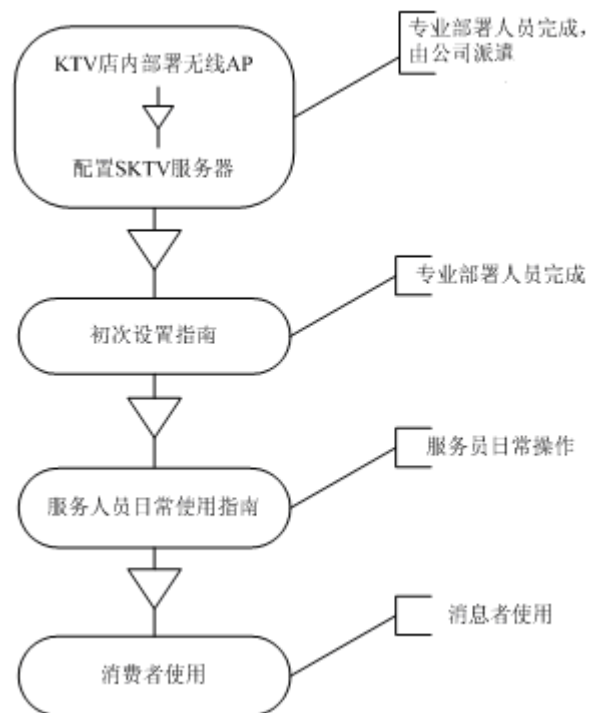 专业部署人员完成，
由公司派遣
KTV店内部署无线AP
配置SKTV服务器
专业部署人员完成
初次设置指南
服务员日常操作
服务人员日常使用指南
消息者使用
消费者使用